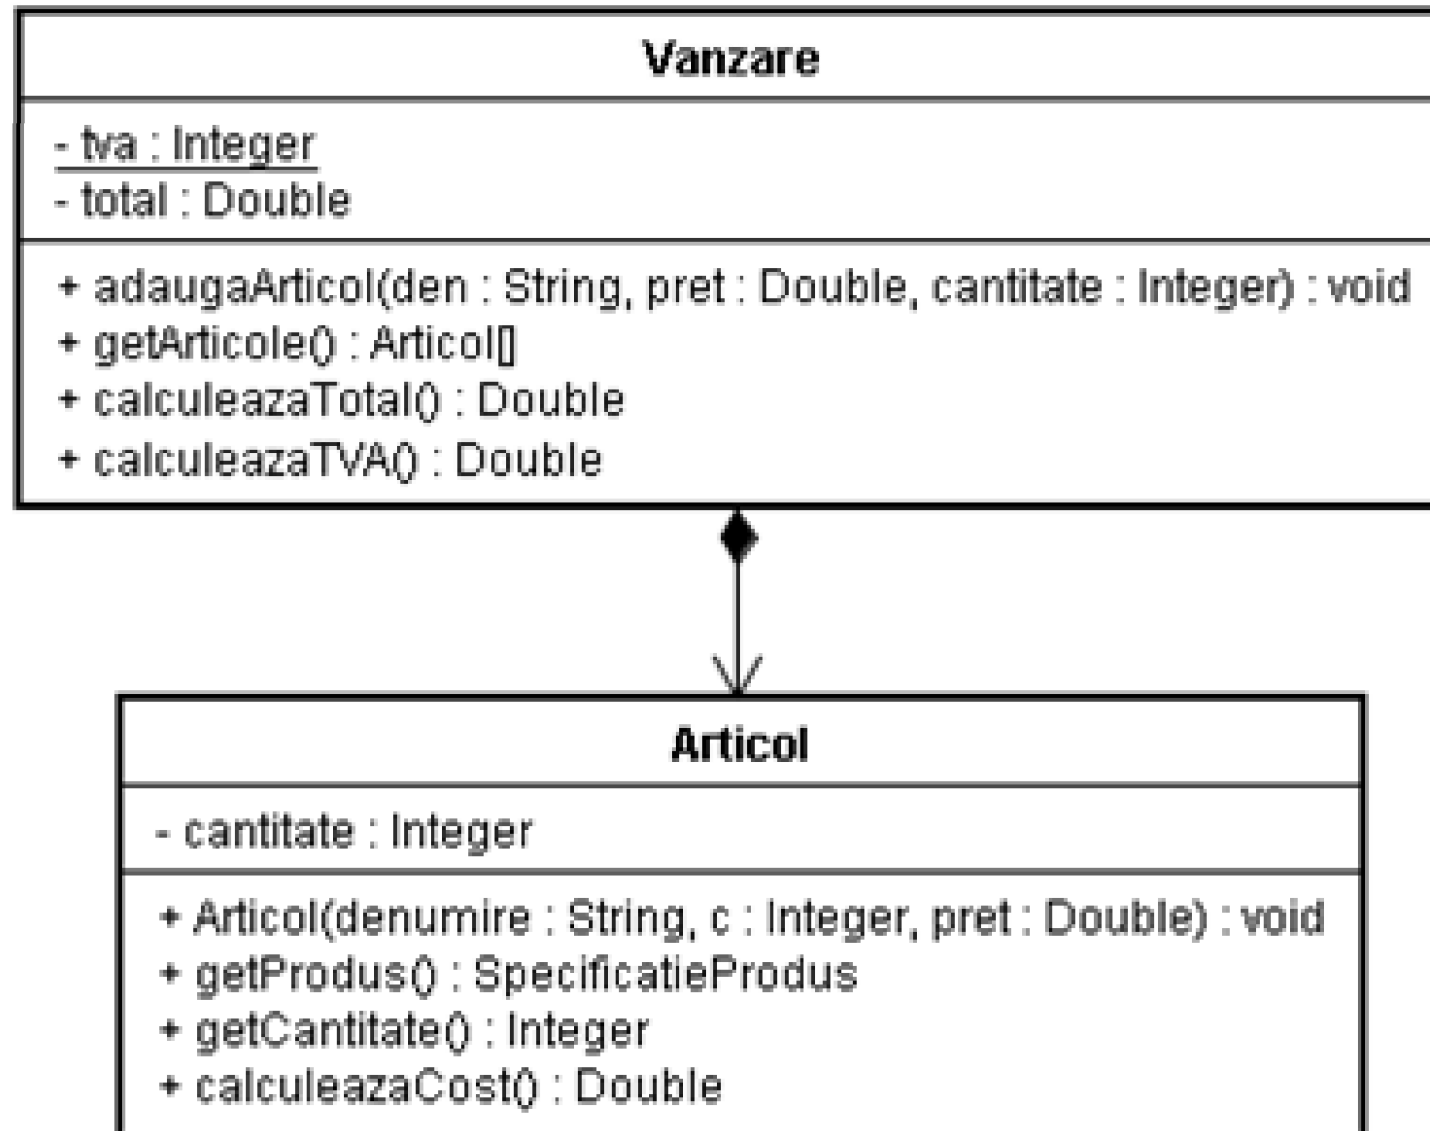 Vanzare
- tva : Integer
- total : Double
+ adaugaArticol(den : String, pret : Double, cantitate : Integer) : void
+ getArticole() : Articol[]
+ calculeazaTotal() : Double
+ calculeazaTVA() : Double
Articol
- cantitate : Integer
+ Articol(denumire : String, c : Integer, pret : Double) : void
+ getProdus() : SpecificatieProdus
+ getCantitate() : Integer
+ calculeazaCost() : Double